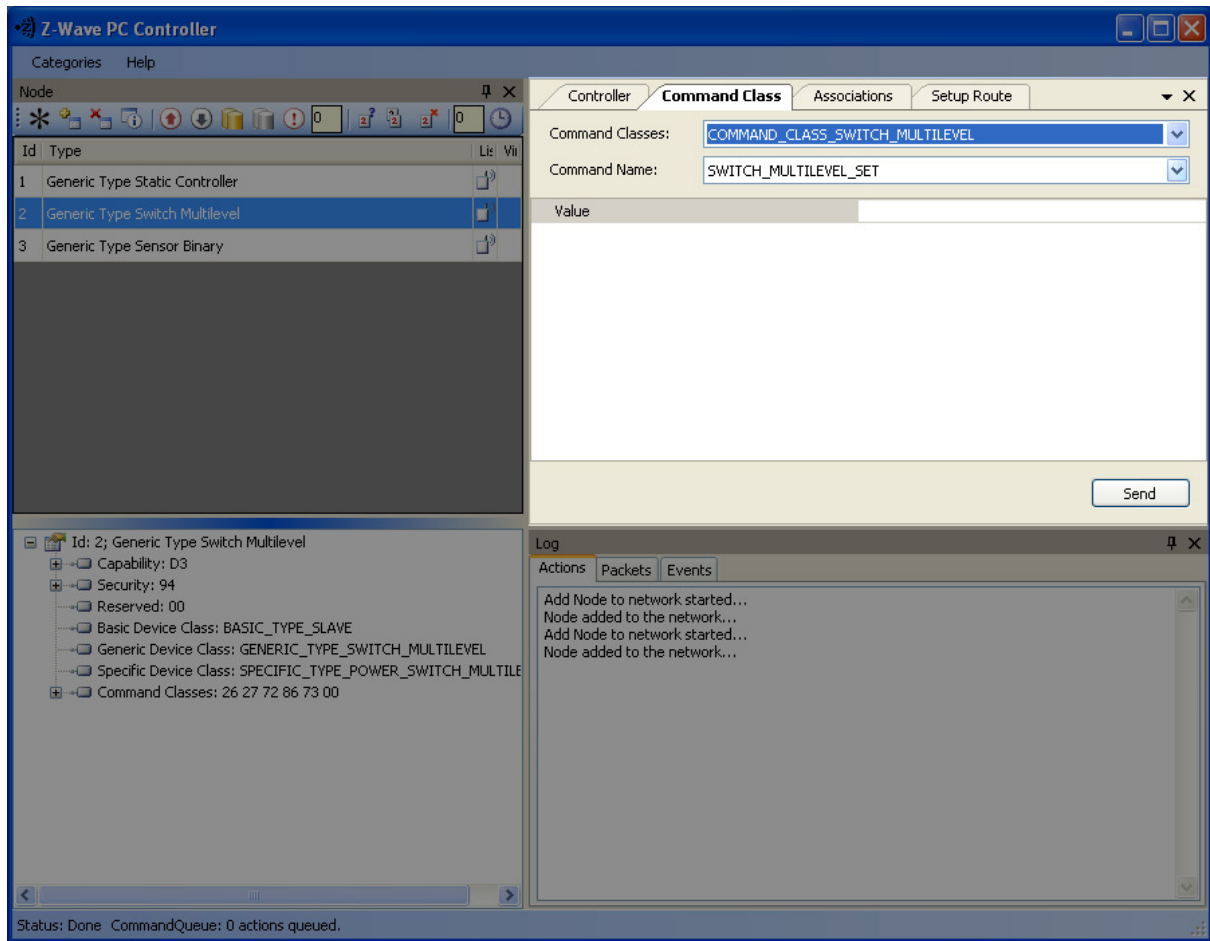 Z-Wave PC Controller
Categories Help
Node
0 2? 2 2 0
Id Type Lis Vii
1 Generic Type Static Controller
2 Generic Type Switch Multilevel
3 Generic Type Sensor Binary
Controller Command Class Associations Setup Route
Command Classes: COMMAND_CLASS_SWITCH_MULTILEVEL
Command Name: SWITCH_MULTILEVEL_SET
Value
Send
Id: 2; Generic Type Switch Multilevel
Capability: D3
Security: 94
Reserved: 00
Basic Device Class: BASIC_TYPE_SLAVE
Generic Device Class: GENERIC_TYPE_SWITCH_MULTILEVEL
Specific Device Class: SPECIFIC_TYPE_POWER_SWITCH_MULTILE
Command Classes: 26 27 72 86 73 00
Log
Actions Packets Events
Add Node to network started...
Node added to the network...
Add Node to network started...
Node added to the network...
Status: Done CommandQueue: 0 actions queued.